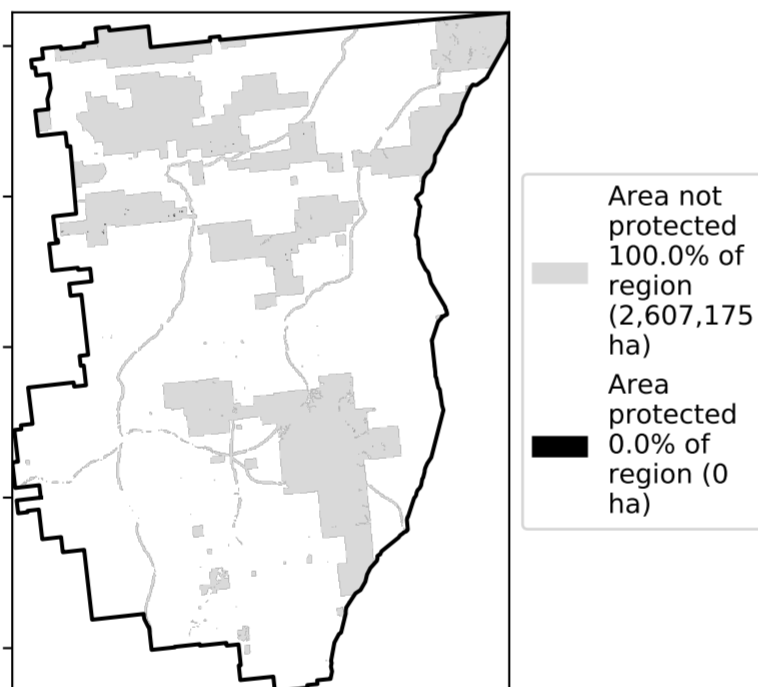 Area not
protected
100.0% of
region
(2,607,175
ha)
Area
protected
0.0% of
region (0
ha)